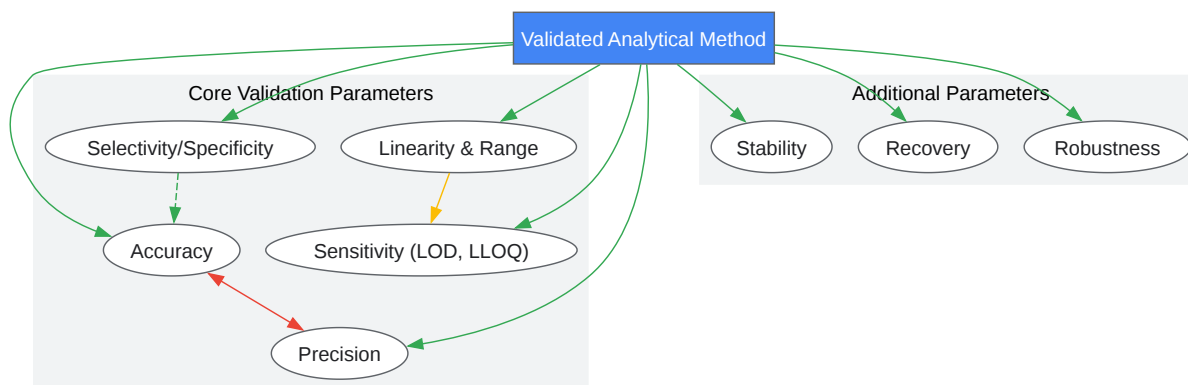 Validated Analytical Method
Core Validation Parameters
Additional Parameters
Selectivity/Specificity
Linearity & Range
Stability
Recovery
Robustness
Accuracy
Sensitivity (LOD, LLOQ)
Precision